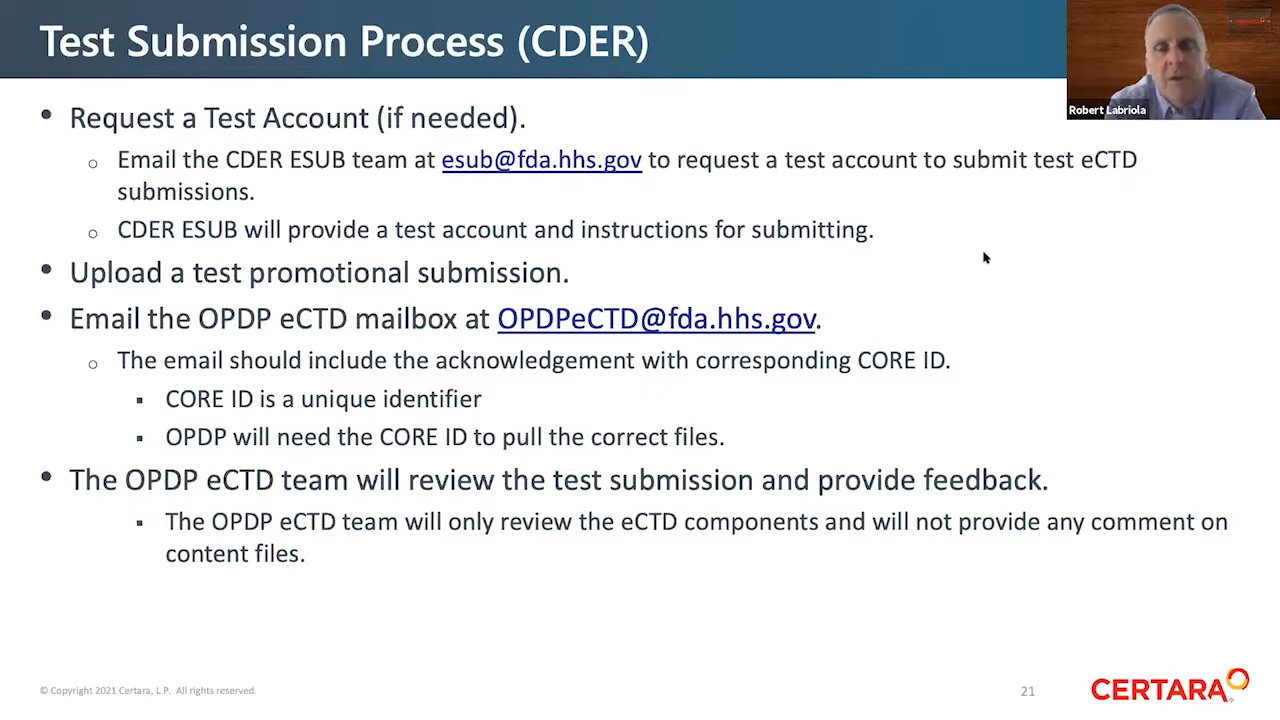 Test Submission Process (CDER)
Robert Labriola
• Request a Test Account (if needed).
o Email the CDER ESUB team at esub@fda.hhs.gov to request a test account to submit test eCTD
submissions.
o CDER ESUB will provide a test account and instructions for submitting.
• Upload a test promotional submission.
• Email the OPDP eCTD mailbox at OPDPeCTD@fda.hhs.gov.
o The email should include the acknowledgement with corresponding CORE ID.
▪ CORE ID is a unique identifier
▪ OPDP will need the CORE ID to pull the correct files.
• The OPDP eCTD team will review the test submission and provide feedback.
▪ The OPDP eCTD team will only review the eCTD components and will not provide any comment on
content files.
© Copyright 2021 Certara, L.P. All rights reserved.
21
CERTARA